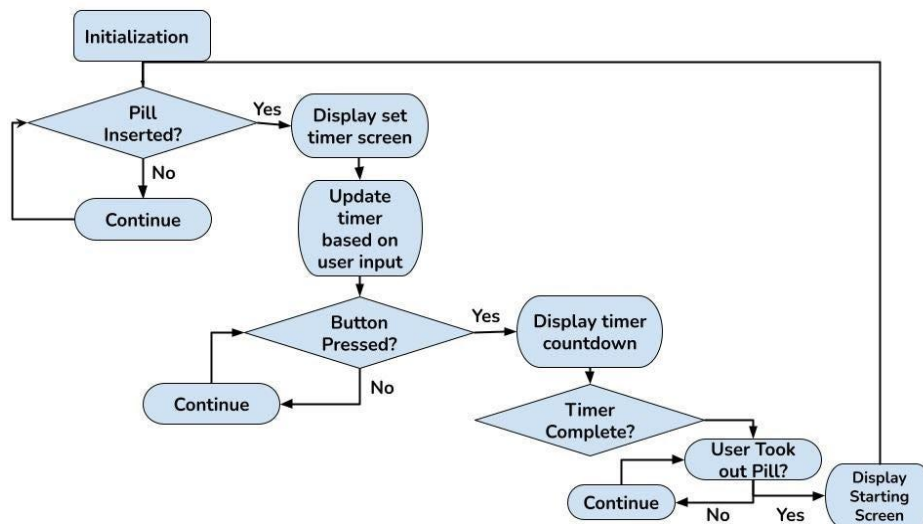 Initialization
Pill
Inserted?
Yes
Display set
timer screen
No
Continue
Update
timer
based on
user input
Button
Pressed?
Yes
Display timer
countdown
No
Continue
Timer
Complete?
User Took
out Pill?
Continue
No
Yes
Display
Starting
Screen